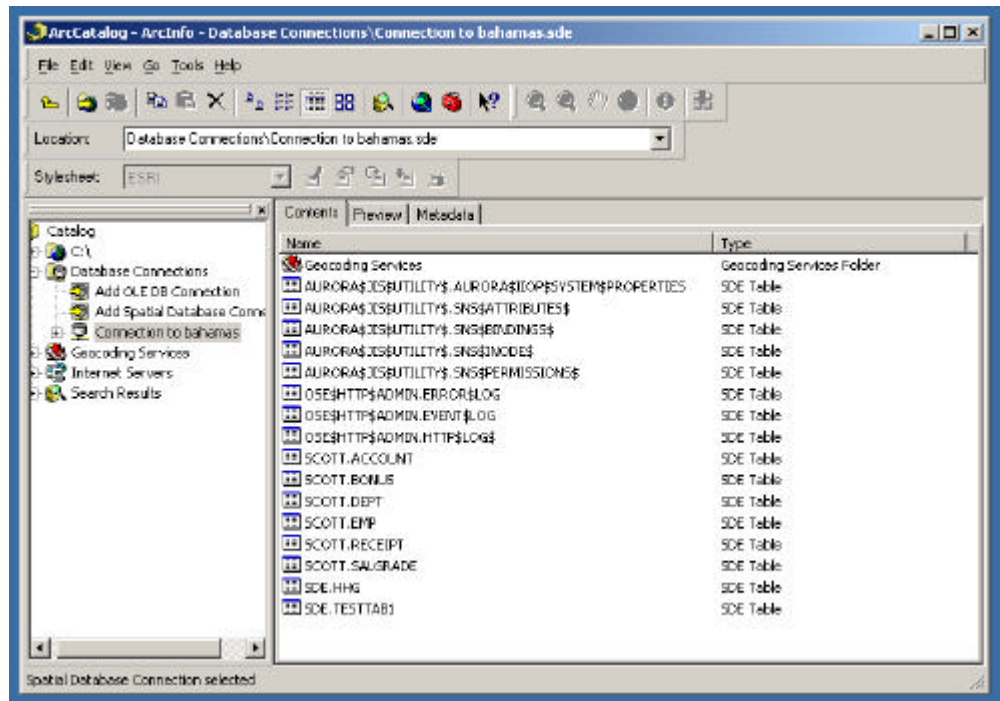 ArcCatalog - ArcInfo - Database Connections\Connection to bahamas.sde
File Edit View Go Tools Help
Location: Database Connections\Connection to bahamas.sde
Stylesheet: ESRI
Contents Preview Metadata
Catalog
C:\
Database Connections
Add OLE DB Connection
Add Spatial Database Conne
Connection to bahamas
Geocoding Services
Internet Servers
Search Results
Name Type
Geocoding Services Geocoding Services Folder
AURORA$JIS$UTILITY$.AURORA$IIOP$SYSTEM$PROPERTIES SDE Table
AURORA$JIS$UTILITY$.SNS$ATTRIBUTES$ SDE Table
AURORA$JIS$UTILITY$.SNS$BINDINGS$ SDE Table
AURORA$JIS$UTILITY$.SNS$INODE$ SDE Table
AURORA$JIS$UTILITY$.SNS$PERMISSIONS$ SDE Table
OSE$HTTP$ADMIN.ERROR$LOG SDE Table
OSE$HTTP$ADMIN.EVENT$LOG SDE Table
OSE$HTTP$ADMIN.HTTP$LOG$ SDE Table
SCOTT.ACCOUNT SDE Table
SCOTT.BONUS SDE Table
SCOTT.DEPT SDE Table
SCOTT.EMP SDE Table
SCOTT.RECEIPT SDE Table
SCOTT.SALGRADE SDE Table
SDE.HHG SDE Table
SDE.TESTTAB1 SDE Table
Spatial Database Connection selected